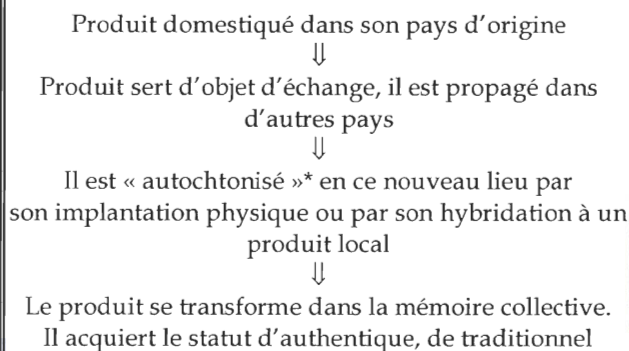 Produit domestiqué dans son pays d’origine
⇓
Produit sert d’objet d’échange, il est propagé dans
d’autres pays
⇓
Il est « autochtonisé »* en ce nouveau lieu par
son implantation physique ou par son hybridation à un
produit local
⇓
Le produit se transforme dans la mémoire collective.
Il acquiert le statut d’authentique, de traditionnel